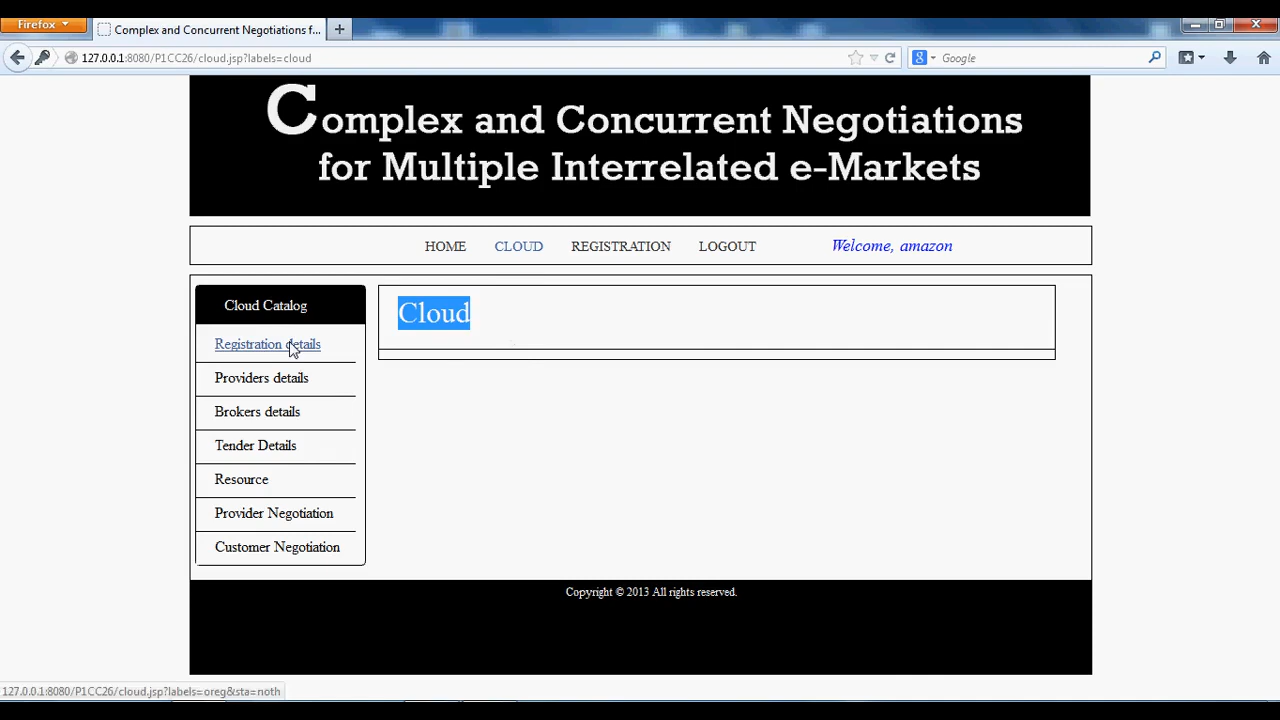 Firefox
Complex and Concurrent Negotiations f...
127.0.0.1:8080/P1CC26/cloud.jsp?labels=cloud
Google
Complex and Concurrent Negotiations
for Multiple Interrelated e-Markets
HOME CLOUD REGISTRATION LOGOUT Welcome, amazon
Cloud Catalog
Registration details
Providers details
Brokers details
Tender Details
Resource
Provider Negotiation
Customer Negotiation
Cloud
Copyright © 2013 All rights reserved.
127.0.0.1:8080/P1CC26/cloud.jsp?labels=oreg&sta=noth